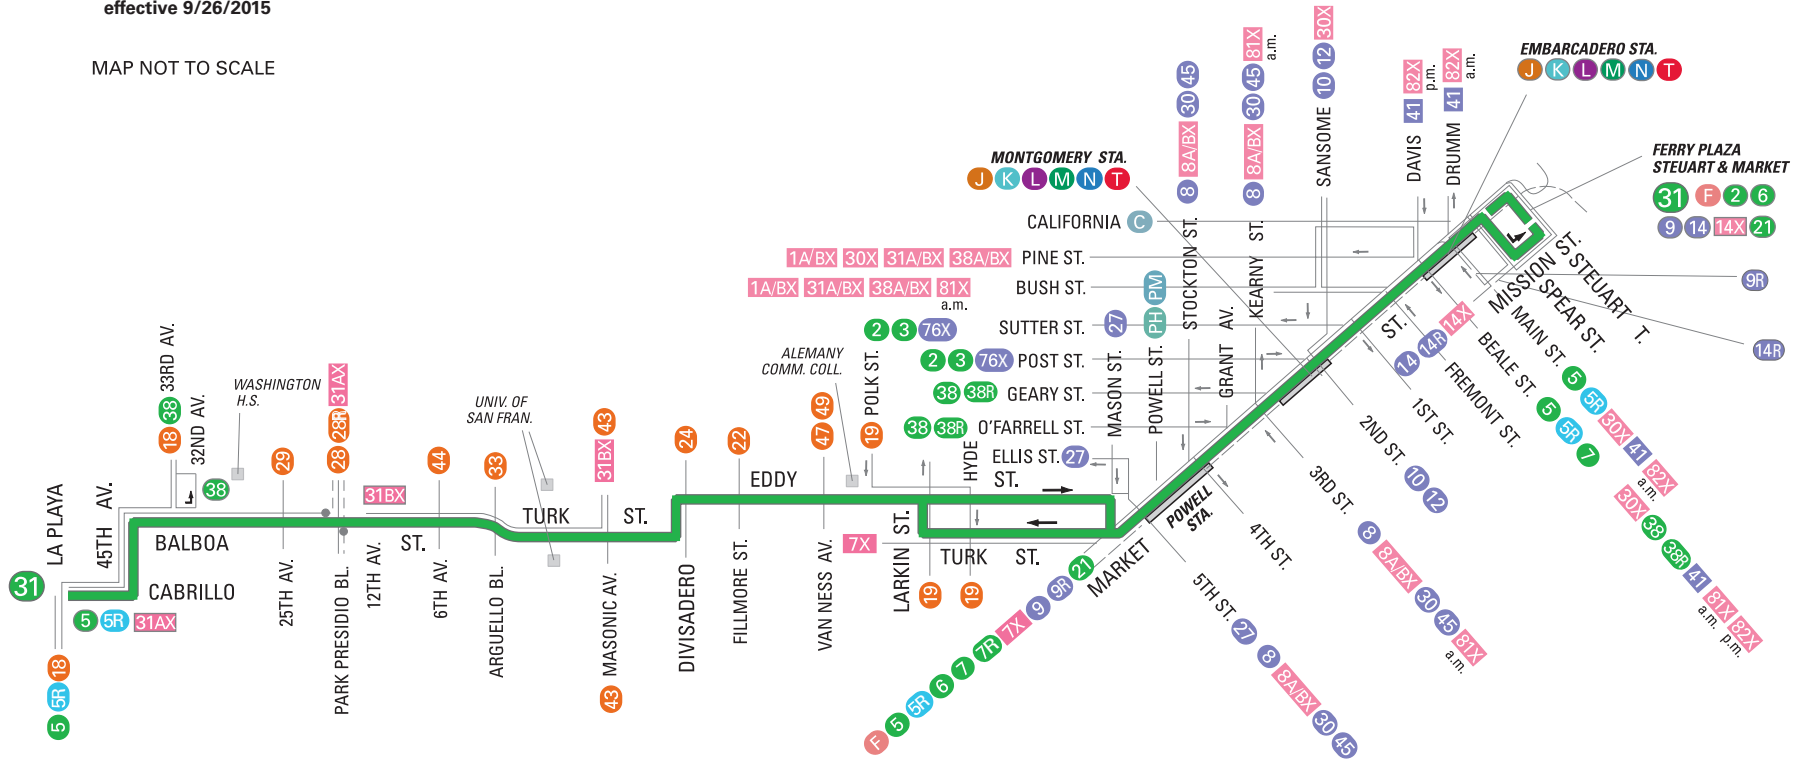 effective 9/26/2015
MAP NOT TO SCALE
31
LA PLAYA
45TH AV.
CABRILLO
5 5R 31AX
5 5R 18
BALBOA
ST.
18 38 33RD AV.
32ND AV.
38
WASHINGTON
H.S.
29
25TH AV.
28 28R 31AX
PARK PRESIDIO BL.
31BX
12TH AV.
44
6TH AV.
33
ARGUELLO BL.
UNIV. OF
SAN FRAN.
TURK
ST.
31BX 43
43 MASONIC AV.
24
DIVISADERO
22
FILLMORE ST.
EDDY
ST.
47 49
VAN NESS AV.
ALEMANY
COMM. COLL.
19 POLK ST.
7X
LARKIN ST.
19
HYDE
19
TURK
ST.
MARKET
ST.
F 5 5R 6 7 7R 7X 9 9R 21
POWELL
STA.
MONTGOMERY STA.
J K L M N T
CALIFORNIA C
1A/BX 30X 31A/BX 38A/BX PINE ST.
1A/BX 31A/BX 38A/BX 81X BUSH ST.
a.m.
2 3 76X SUTTER ST.
2 3 76X POST ST.
38 38R GEARY ST.
38 38R O'FARRELL ST.
ELLIS ST. 27
MASON ST. 27
POWELL ST. PH PM
STOCKTON ST. 8 8A/BX 30 45
GRANT AV.
KEARNY ST. 8 8A/BX 30 45 81X
a.m.
SANSOME 10 12 30X
DAVIS 41 82X
p.m.
DRUMM 41 82X
a.m.
EMBARCADERO STA.
J K L M N T
FERRY PLAZA
STEUART & MARKET
31 F 2 6
9 14 14X 21
9R
14R
STEUART T.
MISSION ST.
SPEAR ST.
MAIN ST. 5 5R 30X 41 82X
a.m.
BEALE ST. 5 5R 7
30X 38 38R 41 81X 82X
a.m. p.m.
FREMONT ST.
14 14R 14X
1ST ST.
2ND ST. 10 12
3RD ST. 8 8A/BX 30 45 81X
a.m.
4TH ST.
5TH ST. 27 8 8A/BX 30 45